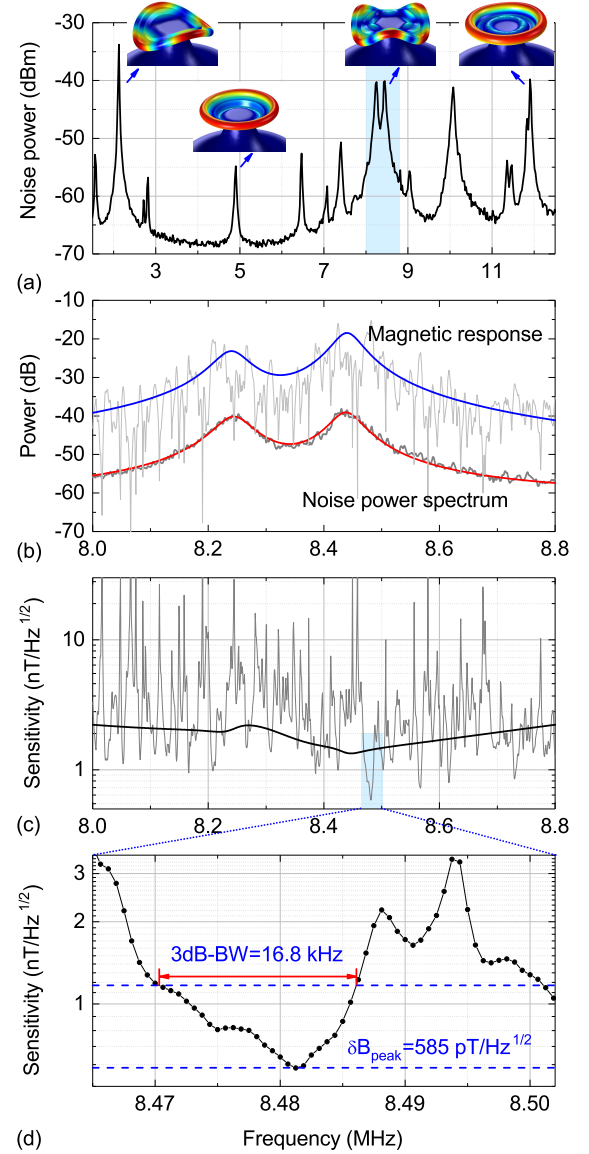 Noise power (dBm)
-30
-40
-50
-60
-70
3
5
7
9
11
(a)
Power (dB)
-10
-20
-30
-40
-50
-60
-70
Magnetic response
Noise power spectrum
8.0
8.2
8.4
8.6
8.8
(b)
Sensitivity (nT/Hz1/2)
10
1
8.0
8.2
8.4
8.6
8.8
(c)
Sensitivity (nT/Hz1/2)
3
2
1
3dB-BW=16.8 kHz
δBpeak=585 pT/Hz1/2
8.47
8.48
8.49
8.50
(d)
Frequency (MHz)